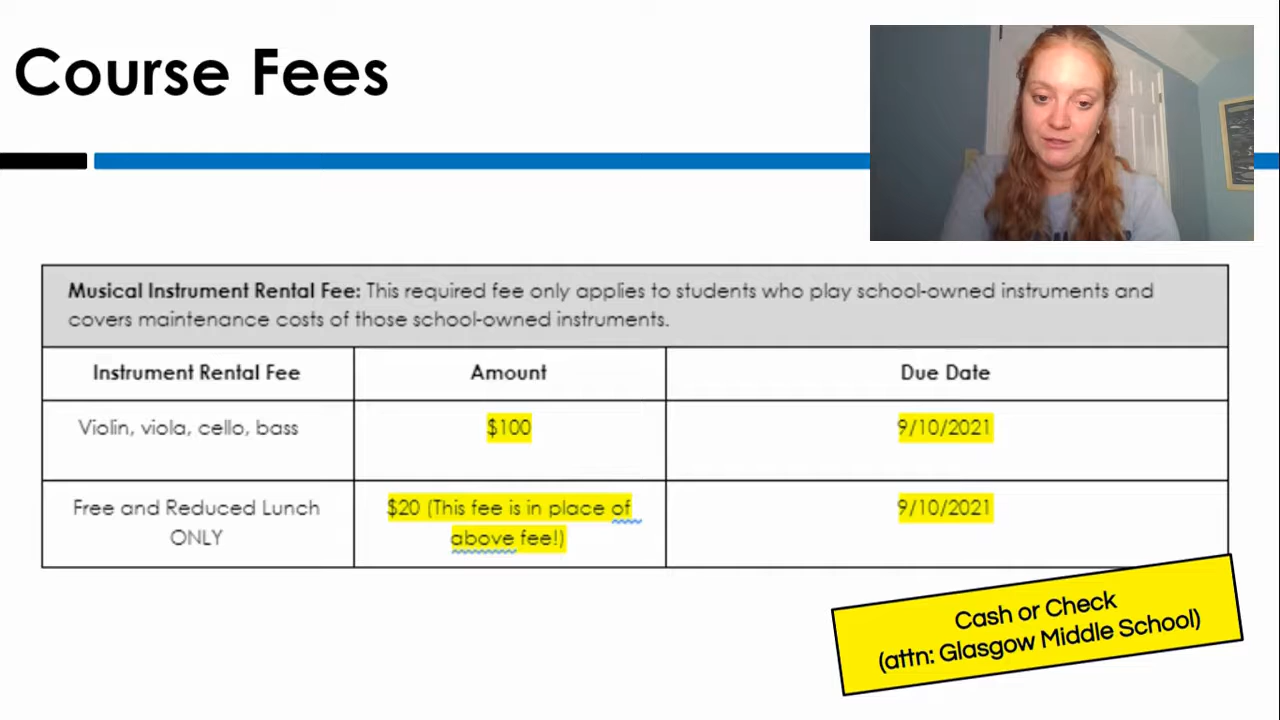 Course Fees
Musical Instrument Rental Fee: This required fee only applies to students who play school-owned instruments and
covers maintenance costs of those school-owned instruments.
Instrument Rental Fee
Amount
Due Date
Violin, viola, cello, bass
$100
9/10/2021
Free and Reduced Lunch
ONLY
$20 (This fee is in place of
above fee!)
9/10/2021
Cash or Check
(attn: Glasgow Middle School)